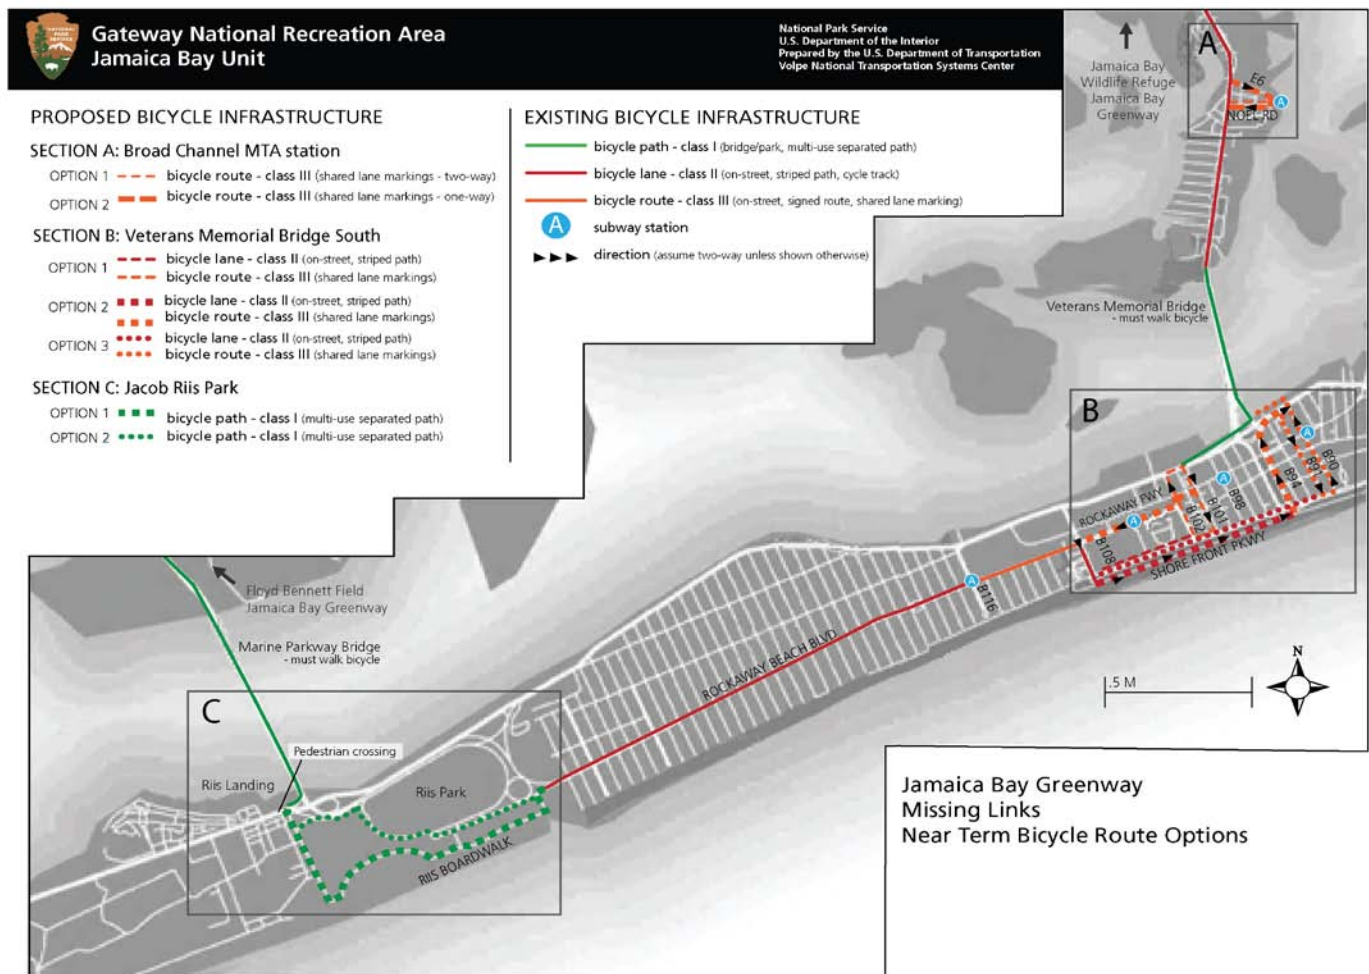 Gateway National Recreation Area
Jamaica Bay Unit
National Park Service
U.S. Department of the Interior
Prepared by the U.S. Department of Transportation
Volpe National Transportation Systems Center
PROPOSED BICYCLE INFRASTRUCTURE
SECTION A: Broad Channel MTA station
OPTION 1 bicycle route - class III (shared lane markings - two-way)
OPTION 2 bicycle route - class III (shared lane markings - one-way)
SECTION B: Veterans Memorial Bridge South
OPTION 1 bicycle lane - class II (on-street, striped path)
bicycle route - class III (shared lane markings)
OPTION 2 bicycle lane - class II (on-street, striped path)
bicycle route - class III (shared lane markings)
OPTION 3 bicycle lane - class II (on-street, striped path)
bicycle route - class III (shared lane markings)
SECTION C: Jacob Riis Park
OPTION 1 bicycle path - class I (multi-use separated path)
OPTION 2 bicycle path - class I (multi-use separated path)
EXISTING BICYCLE INFRASTRUCTURE
bicycle path - class I (bridge/park, multi-use separated path)
bicycle lane - class II (on-street, striped path, cycle track)
bicycle route - class III (on-street, signed route, shared lane marking)
A subway station
direction (assume two-way unless shown otherwise)
A
Jamaica Bay
Wildlife Refuge
Jamaica Bay
Greenway
E6
A
NOEL RD
Veterans Memorial Bridge
- must walk bicycle
B
A
A
A
B90
B91
B94
B98
B101
B102
B108
ROCKAWAY FWY
SHORE FRONT PKWY
A
B116
ROCKAWAY BEACH BLVD
Floyd Bennett Field
Jamaica Bay Greenway
Marine Parkway Bridge
- must walk bicycle
C
Pedestrian crossing
Riis Landing
Riis Park
RIIS BOARDWALK
N
.5 M
Jamaica Bay Greenway
Missing Links
Near Term Bicycle Route Options